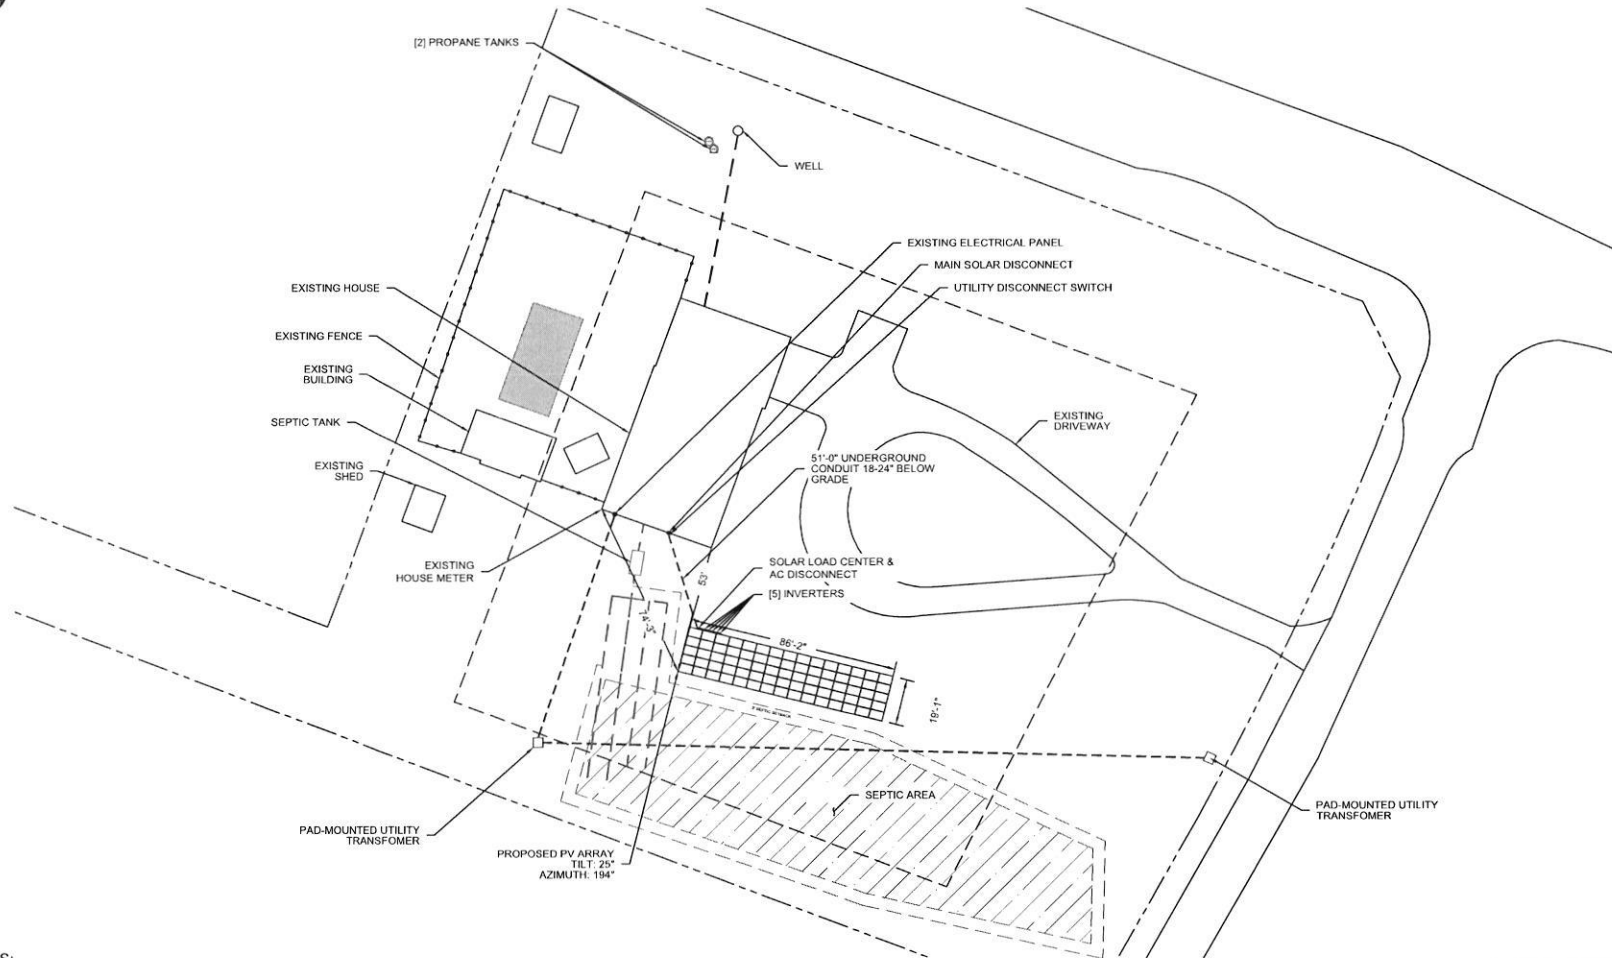 [2] PROPANE TANKS
WELL
EXISTING ELECTRICAL PANEL
MAIN SOLAR DISCONNECT
UTILITY DISCONNECT SWITCH
EXISTING HOUSE
EXISTING FENCE
EXISTING
BUILDING
SEPTIC TANK
EXISTING
SHED
EXISTING
DRIVEWAY
51'-0" UNDERGROUND
CONDUIT 18-24" BELOW
GRADE
EXISTING
HOUSE METER
SOLAR LOAD CENTER &
AC DISCONNECT
[5] INVERTERS
53'
74'-3"
86'-2"
19'-1"
SEPTIC AREA
PAD-MOUNTED UTILITY
TRANSFOMER
PAD-MOUNTED UTILITY
TRANSFOMER
PROPOSED PV ARRAY
TILT: 25°
AZIMUTH: 194°